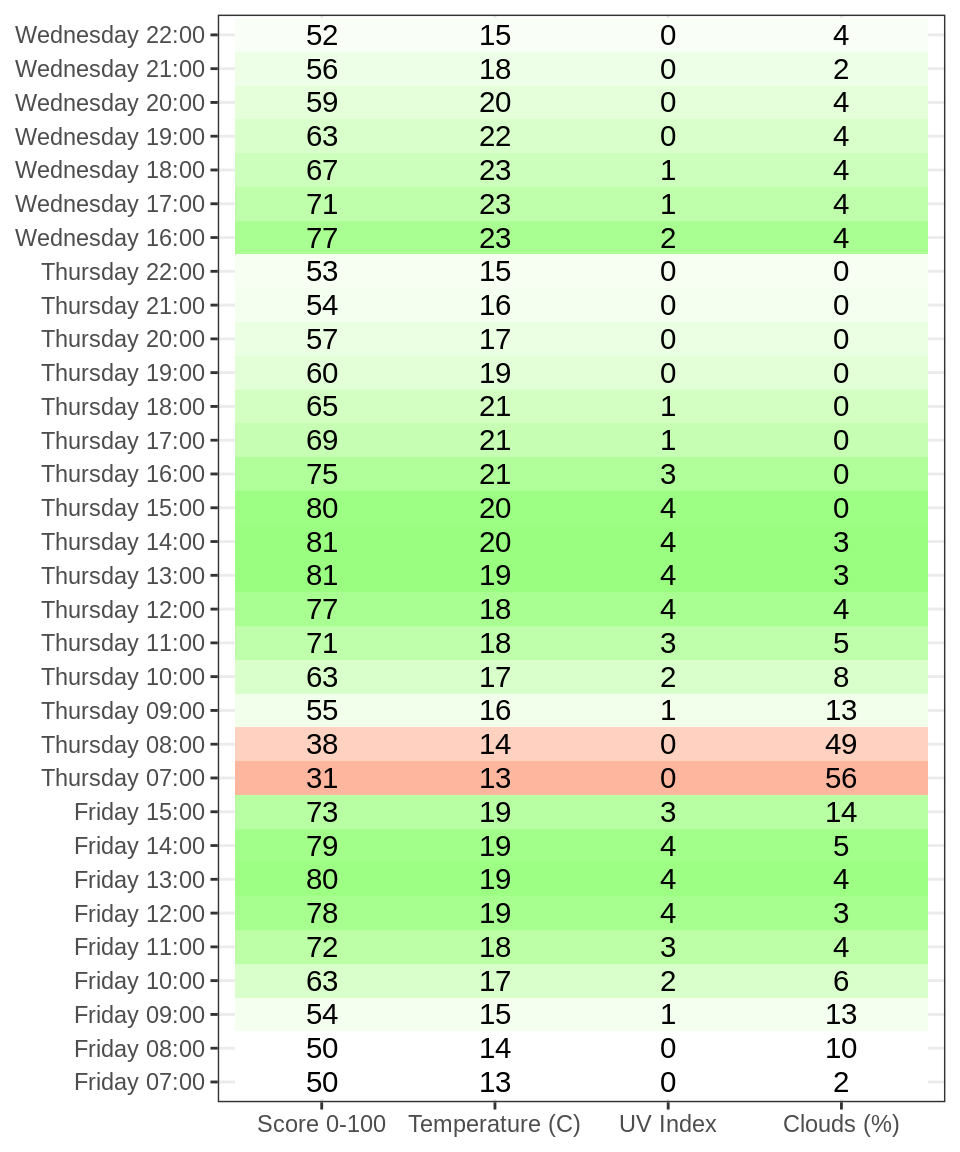 Wednesday 22:00 52 15 0 4
Wednesday 21:00 56 18 0 2
Wednesday 20:00 59 20 0 4
Wednesday 19:00 63 22 0 4
Wednesday 18:00 67 23 1 4
Wednesday 17:00 71 23 1 4
Wednesday 16:00 77 23 2 4
Thursday 22:00 53 15 0 0
Thursday 21:00 54 16 0 0
Thursday 20:00 57 17 0 0
Thursday 19:00 60 19 0 0
Thursday 18:00 65 21 1 0
Thursday 17:00 69 21 1 0
Thursday 16:00 75 21 3 0
Thursday 15:00 80 20 4 0
Thursday 14:00 81 20 4 3
Thursday 13:00 81 19 4 3
Thursday 12:00 77 18 4 4
Thursday 11:00 71 18 3 5
Thursday 10:00 63 17 2 8
Thursday 09:00 55 16 1 13
Thursday 08:00 38 14 0 49
Thursday 07:00 31 13 0 56
Friday 15:00 73 19 3 14
Friday 14:00 79 19 4 5
Friday 13:00 80 19 4 4
Friday 12:00 78 19 4 3
Friday 11:00 72 18 3 4
Friday 10:00 63 17 2 6
Friday 09:00 54 15 1 13
Friday 08:00 50 14 0 10
Friday 07:00 50 13 0 2
Score 0-100 Temperature (C) UV Index Clouds (%)